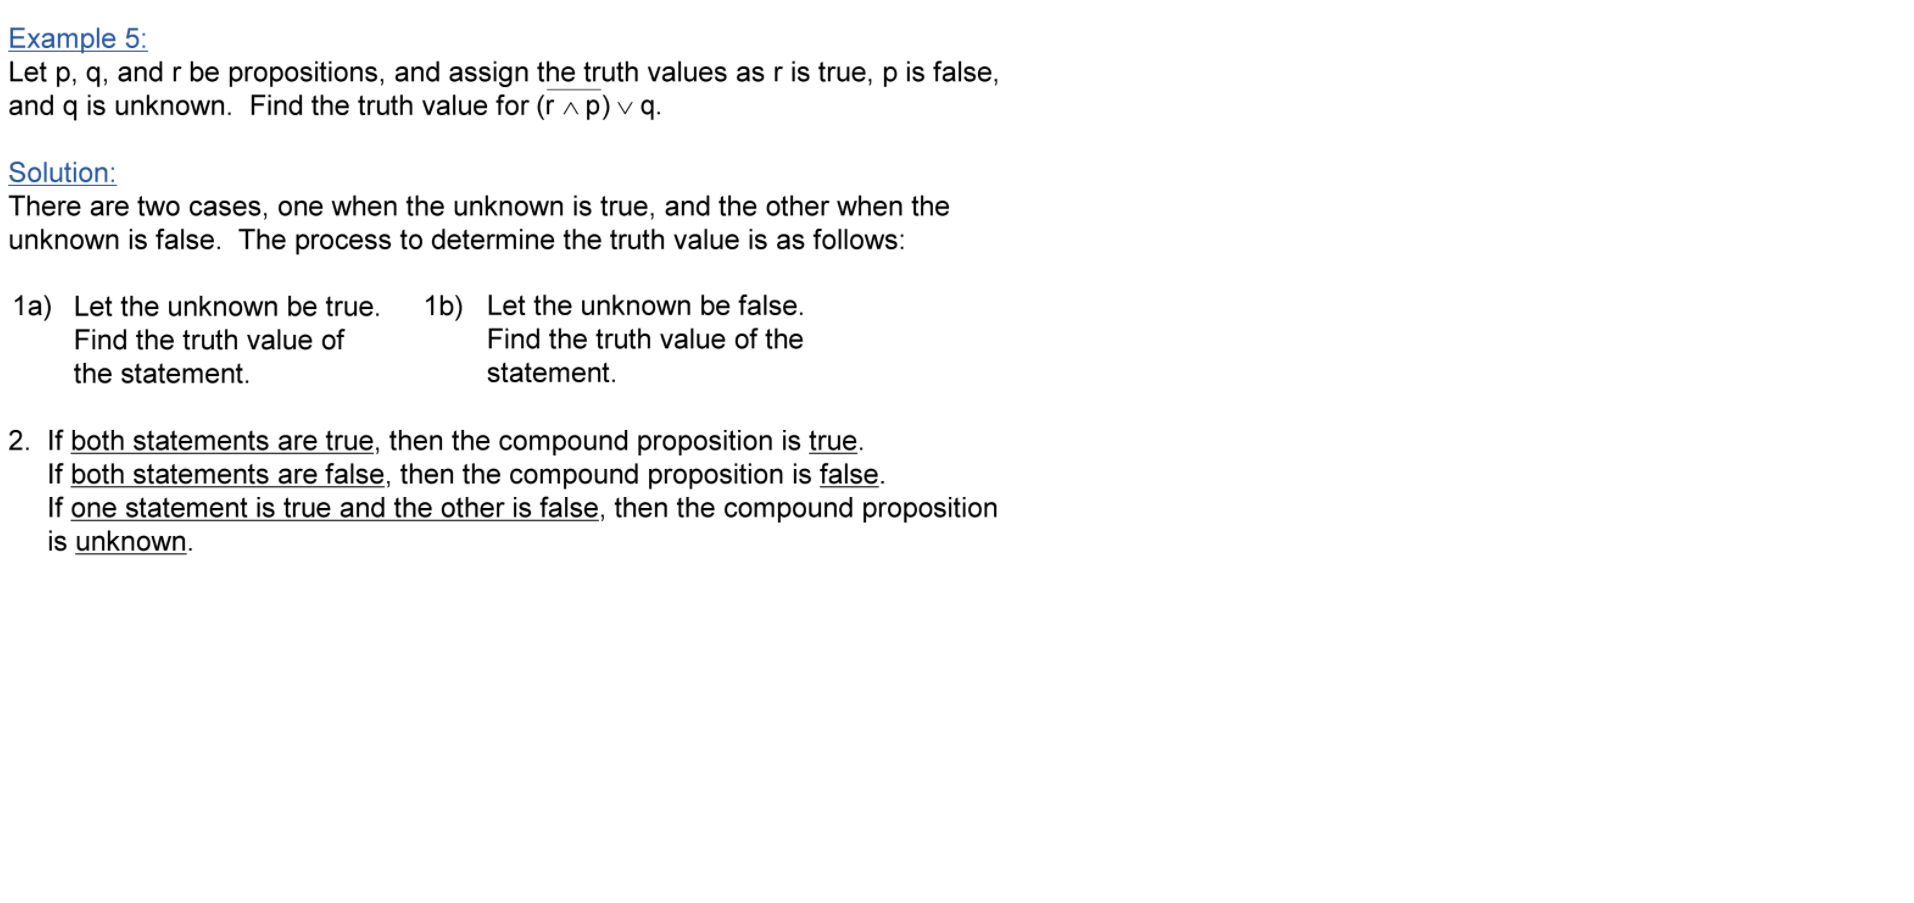 Example 5:
Let p, q, and r be propositions, and assign the truth values as r is true, p is false,
and q is unknown.  Find the truth value for (r̅ ̅∧̅ ̅p̅) ∨ q.
Solution:
There are two cases, one when the unknown is true, and the other when the
unknown is false.  The process to determine the truth value is as follows:
1a)  Let the unknown be true.
Find the truth value of
the statement.
1b)  Let the unknown be false.
Find the truth value of the
statement.
2.  If both statements are true, then the compound proposition is true.
If both statements are false, then the compound proposition is false.
If one statement is true and the other is false, then the compound proposition
is unknown.